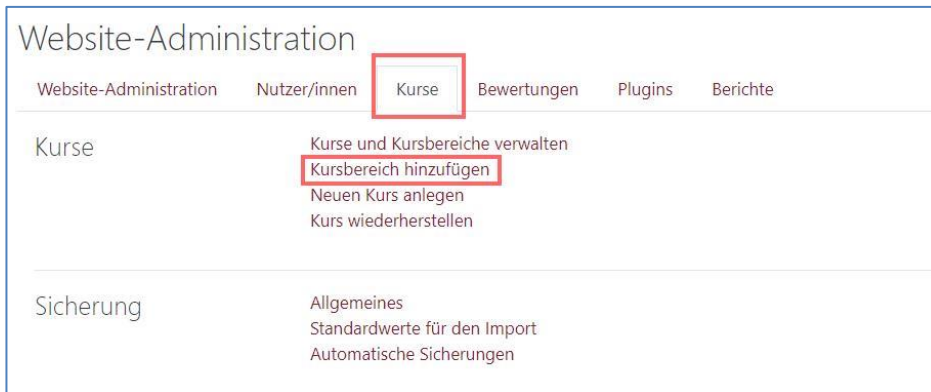 Website-Administration
Website-Administration Nutzer/innen Kurse Bewertungen Plugins Berichte
Kurse Kurse und Kursbereiche verwalten
Kursbereich hinzufügen
Neuen Kurs anlegen
Kurs wiederherstellen
Sicherung Allgemeines
Standardwerte für den Import
Automatische Sicherungen